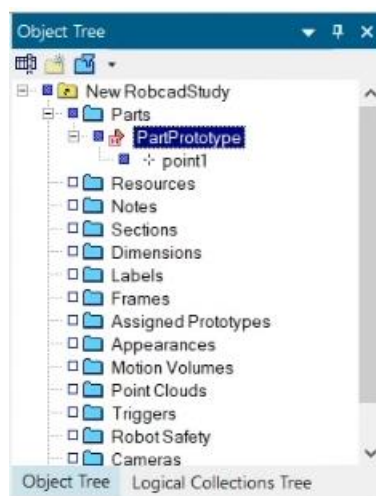 Object Tree
New RobcadStudy
Parts
PartPrototype
point1
Resources
Notes
Sections
Dimensions
Labels
Frames
Assigned Prototypes
Appearances
Motion Volumes
Point Clouds
Triggers
Robot Safety
Cameras
Object Tree Logical Collections Tree